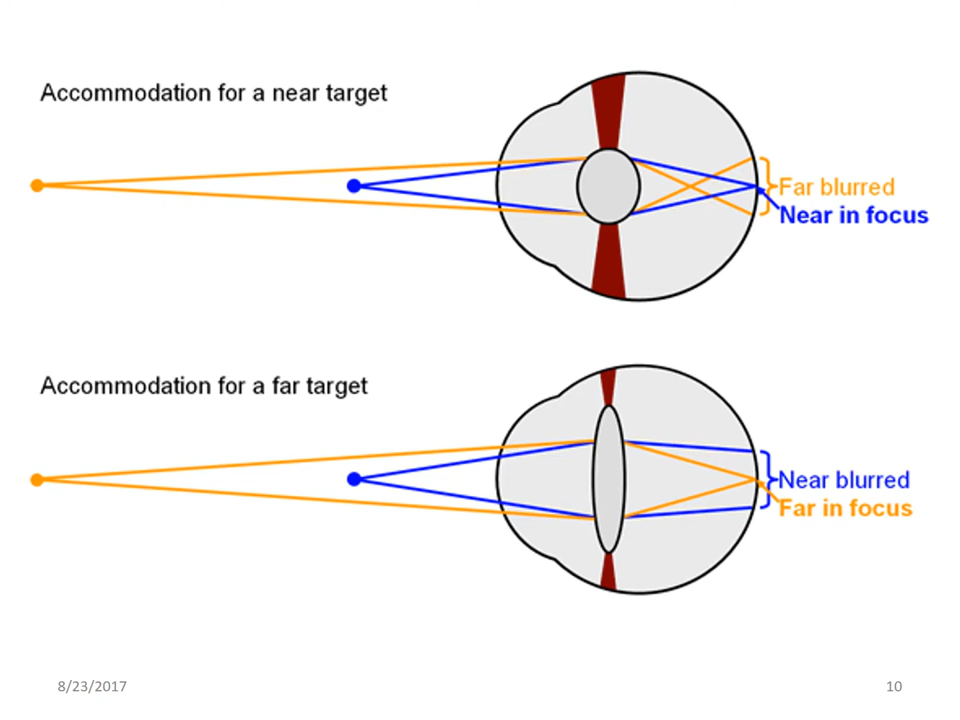 Accommodation for a near target
Far blurred
Near in focus
Accommodation for a far target
Near blurred
Far in focus
8/23/2017
10